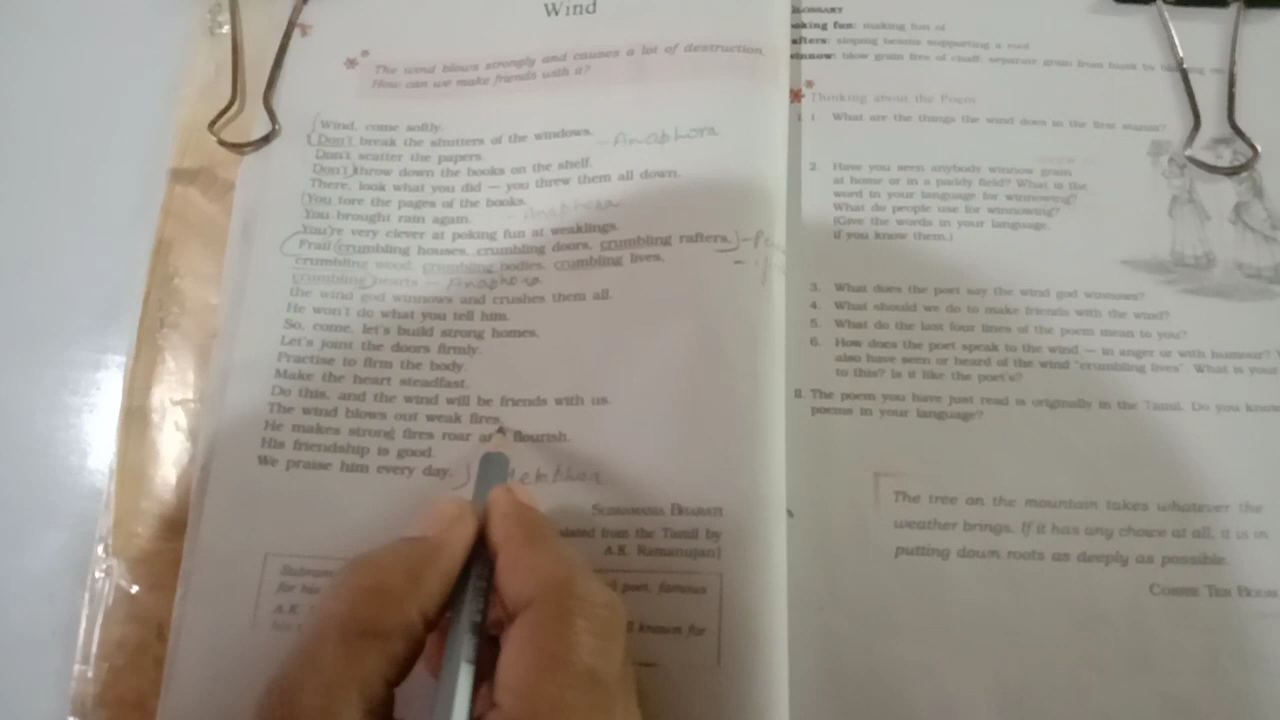 Wind
The wind blows strongly and causes a lot of destruction.
How can we make friends with it?
Wind, come softly.
Don't break the shutters of the windows.
- Anaphora
Don't scatter the papers.
Don't throw down the books on the shelf.
There, look what you did — you threw them all down.
You tore the pages of the books.
You brought rain again.
- Anaphora
You're very clever at poking fun at weaklings.
Frail crumbling houses, crumbling doors, crumbling rafters,
crumbling wood, crumbling bodies, crumbling lives,
crumbling hearts — Anaphora
the wind god winnows and crushes them all.
He won't do what you tell him.
So, come, let's build strong homes,
Let's joint the doors firmly.
Practise to firm the body.
Make the heart steadfast.
Do this, and the wind will be friends with us.
The wind blows out weak fires.
He makes strong fires roar and flourish.
His friendship is good.
We praise him every day.
Subramania Bharati
lated from the Tamil by
A.K. Ramanujan]
Subram
poet, famous
for his
A.K.
known for
Glossary
oking fun: making fun of
afters: sloping beams supporting a roof
winnow: blow grain free of chaff; separate grain from husk by blowing on
Thinking about the Poem
I. 1. What are the things the wind does in the first stanza?
2. Have you seen anybody winnow grain
at home or in a paddy field? What is the
word in your language for winnowing?
What do people use for winnowing?
(Give the words in your language,
if you know them.)
3. What does the poet say the wind god winnows?
4. What should we do to make friends with the wind?
5. What do the last four lines of the poem mean to you?
6. How does the poet speak to the wind — in anger or with humour?
also have seen or heard of the wind "crumbling lives". What is your
to this? Is it like the poet's?
II. The poem you have just read is originally in the Tamil. Do you know
poems in your language?
The tree on the mountain takes whatever the
weather brings. If it has any choice at all, it is in
putting down roots as deeply as possible.
Corrie Ten Boom